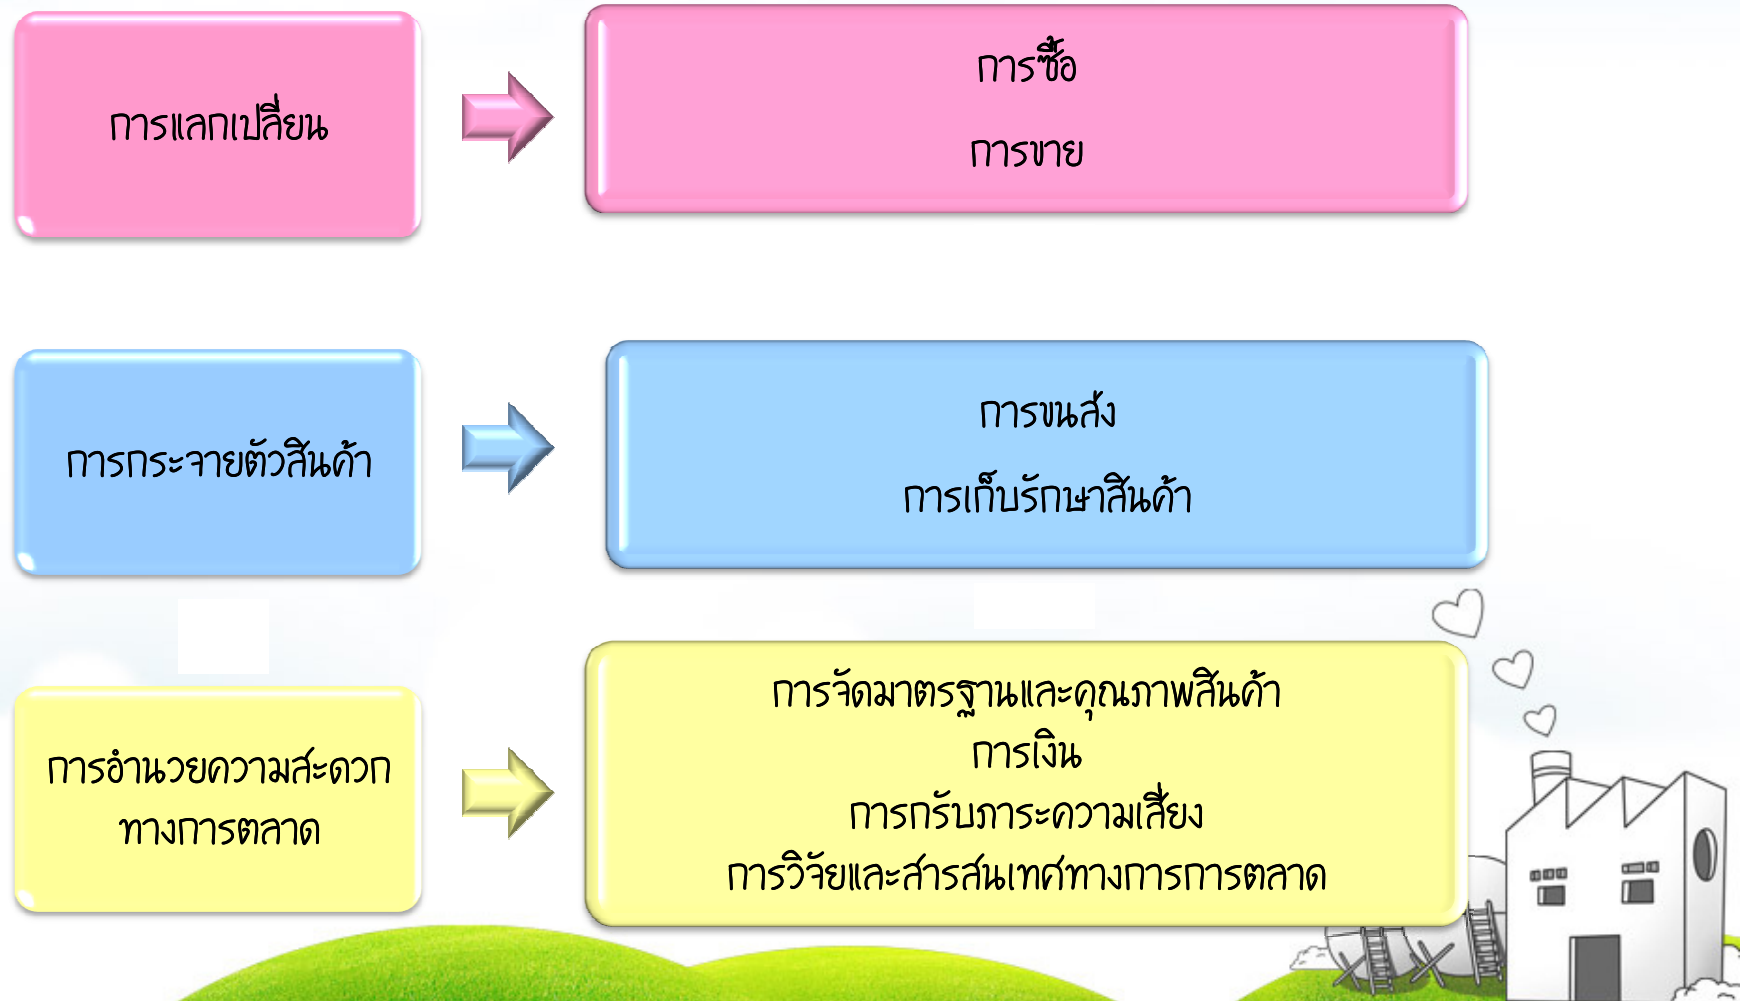 การแลกเปลี่ยน
การซื้อ
การขาย
การกระจายตัวสินค้า
การขนส่ง
การเก็บรักษาสินค้า
การอำนวยความสะดวก
ทางการตลาด
การจัดมาตรฐานและคุณภาพสินค้า
การเงิน
การกรับภาระความเสี่ยง
การวิจัยและสารสนเทศทางการการตลาด